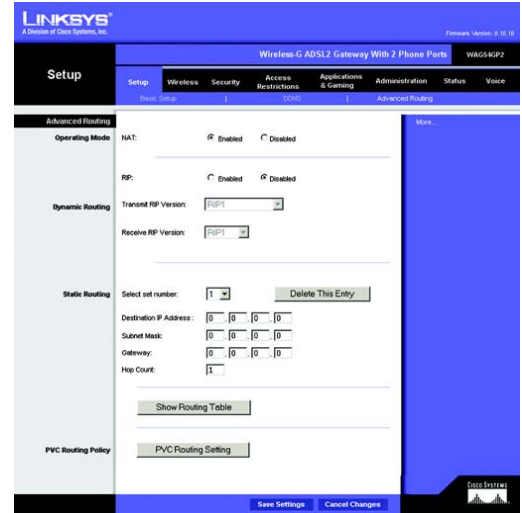 LINKSYS®
A Division of Cisco Systems, Inc.
Firmware Version: 0.10.10
Wireless-G ADSL2 Gateway With 2 Phone Ports WAG54GP2
Setup
Setup Wireless Security Access Restrictions Applications & Gaming Administration Status Voice
Basic Setup | DDNS | Advanced Routing
Advanced Routing
More...
Operating Mode NAT: Enabled Disabled
RIP: Enabled Disabled
Dynamic Routing Transmit RIP Version: RIP1
Receive RIP Version: RIP1
Static Routing Select set number: 1 Delete This Entry
Destination IP Address : 0 . 0 . 0 . 0
Subnet Mask: 0 . 0 . 0 . 0
Gateway: 0 . 0 . 0 . 0
Hop Count: 1
Show Routing Table
PVC Routing Policy PVC Routing Setting
Save Settings Cancel Changes
CISCO SYSTEMS